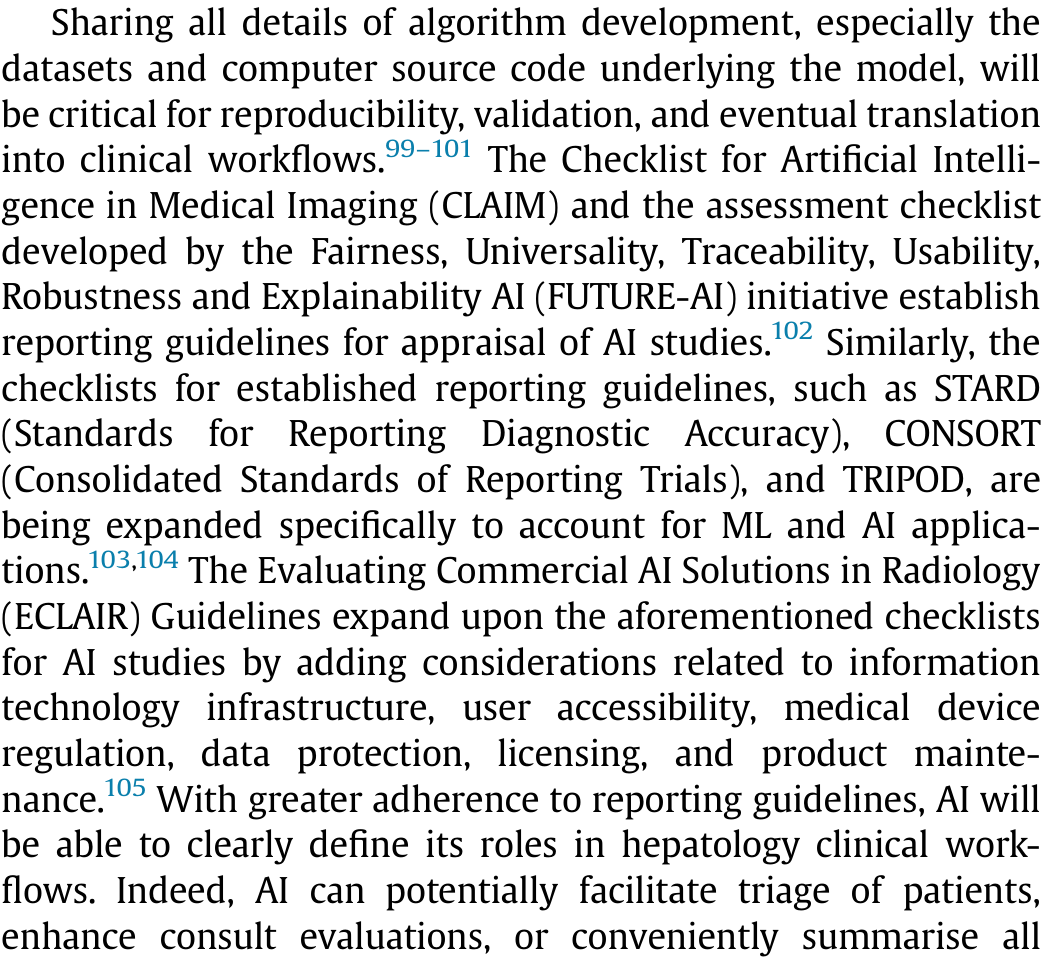 Sharing all details of algorithm development, especially the
datasets and computer source code underlying the model, will
be critical for reproducibility, validation, and eventual translation
into clinical workflows.99–101 The Checklist for Artificial Intelli-
gence in Medical Imaging (CLAIM) and the assessment checklist
developed by the Fairness, Universality, Traceability, Usability,
Robustness and Explainability AI (FUTURE-AI) initiative establish
reporting guidelines for appraisal of AI studies.102 Similarly, the
checklists for established reporting guidelines, such as STARD
(Standards for Reporting Diagnostic Accuracy), CONSORT
(Consolidated Standards of Reporting Trials), and TRIPOD, are
being expanded specifically to account for ML and AI applica-
tions.103,104 The Evaluating Commercial AI Solutions in Radiology
(ECLAIR) Guidelines expand upon the aforementioned checklists
for AI studies by adding considerations related to information
technology infrastructure, user accessibility, medical device
regulation, data protection, licensing, and product mainte-
nance.105 With greater adherence to reporting guidelines, AI will
be able to clearly define its roles in hepatology clinical work-
flows. Indeed, AI can potentially facilitate triage of patients,
enhance consult evaluations, or conveniently summarise all